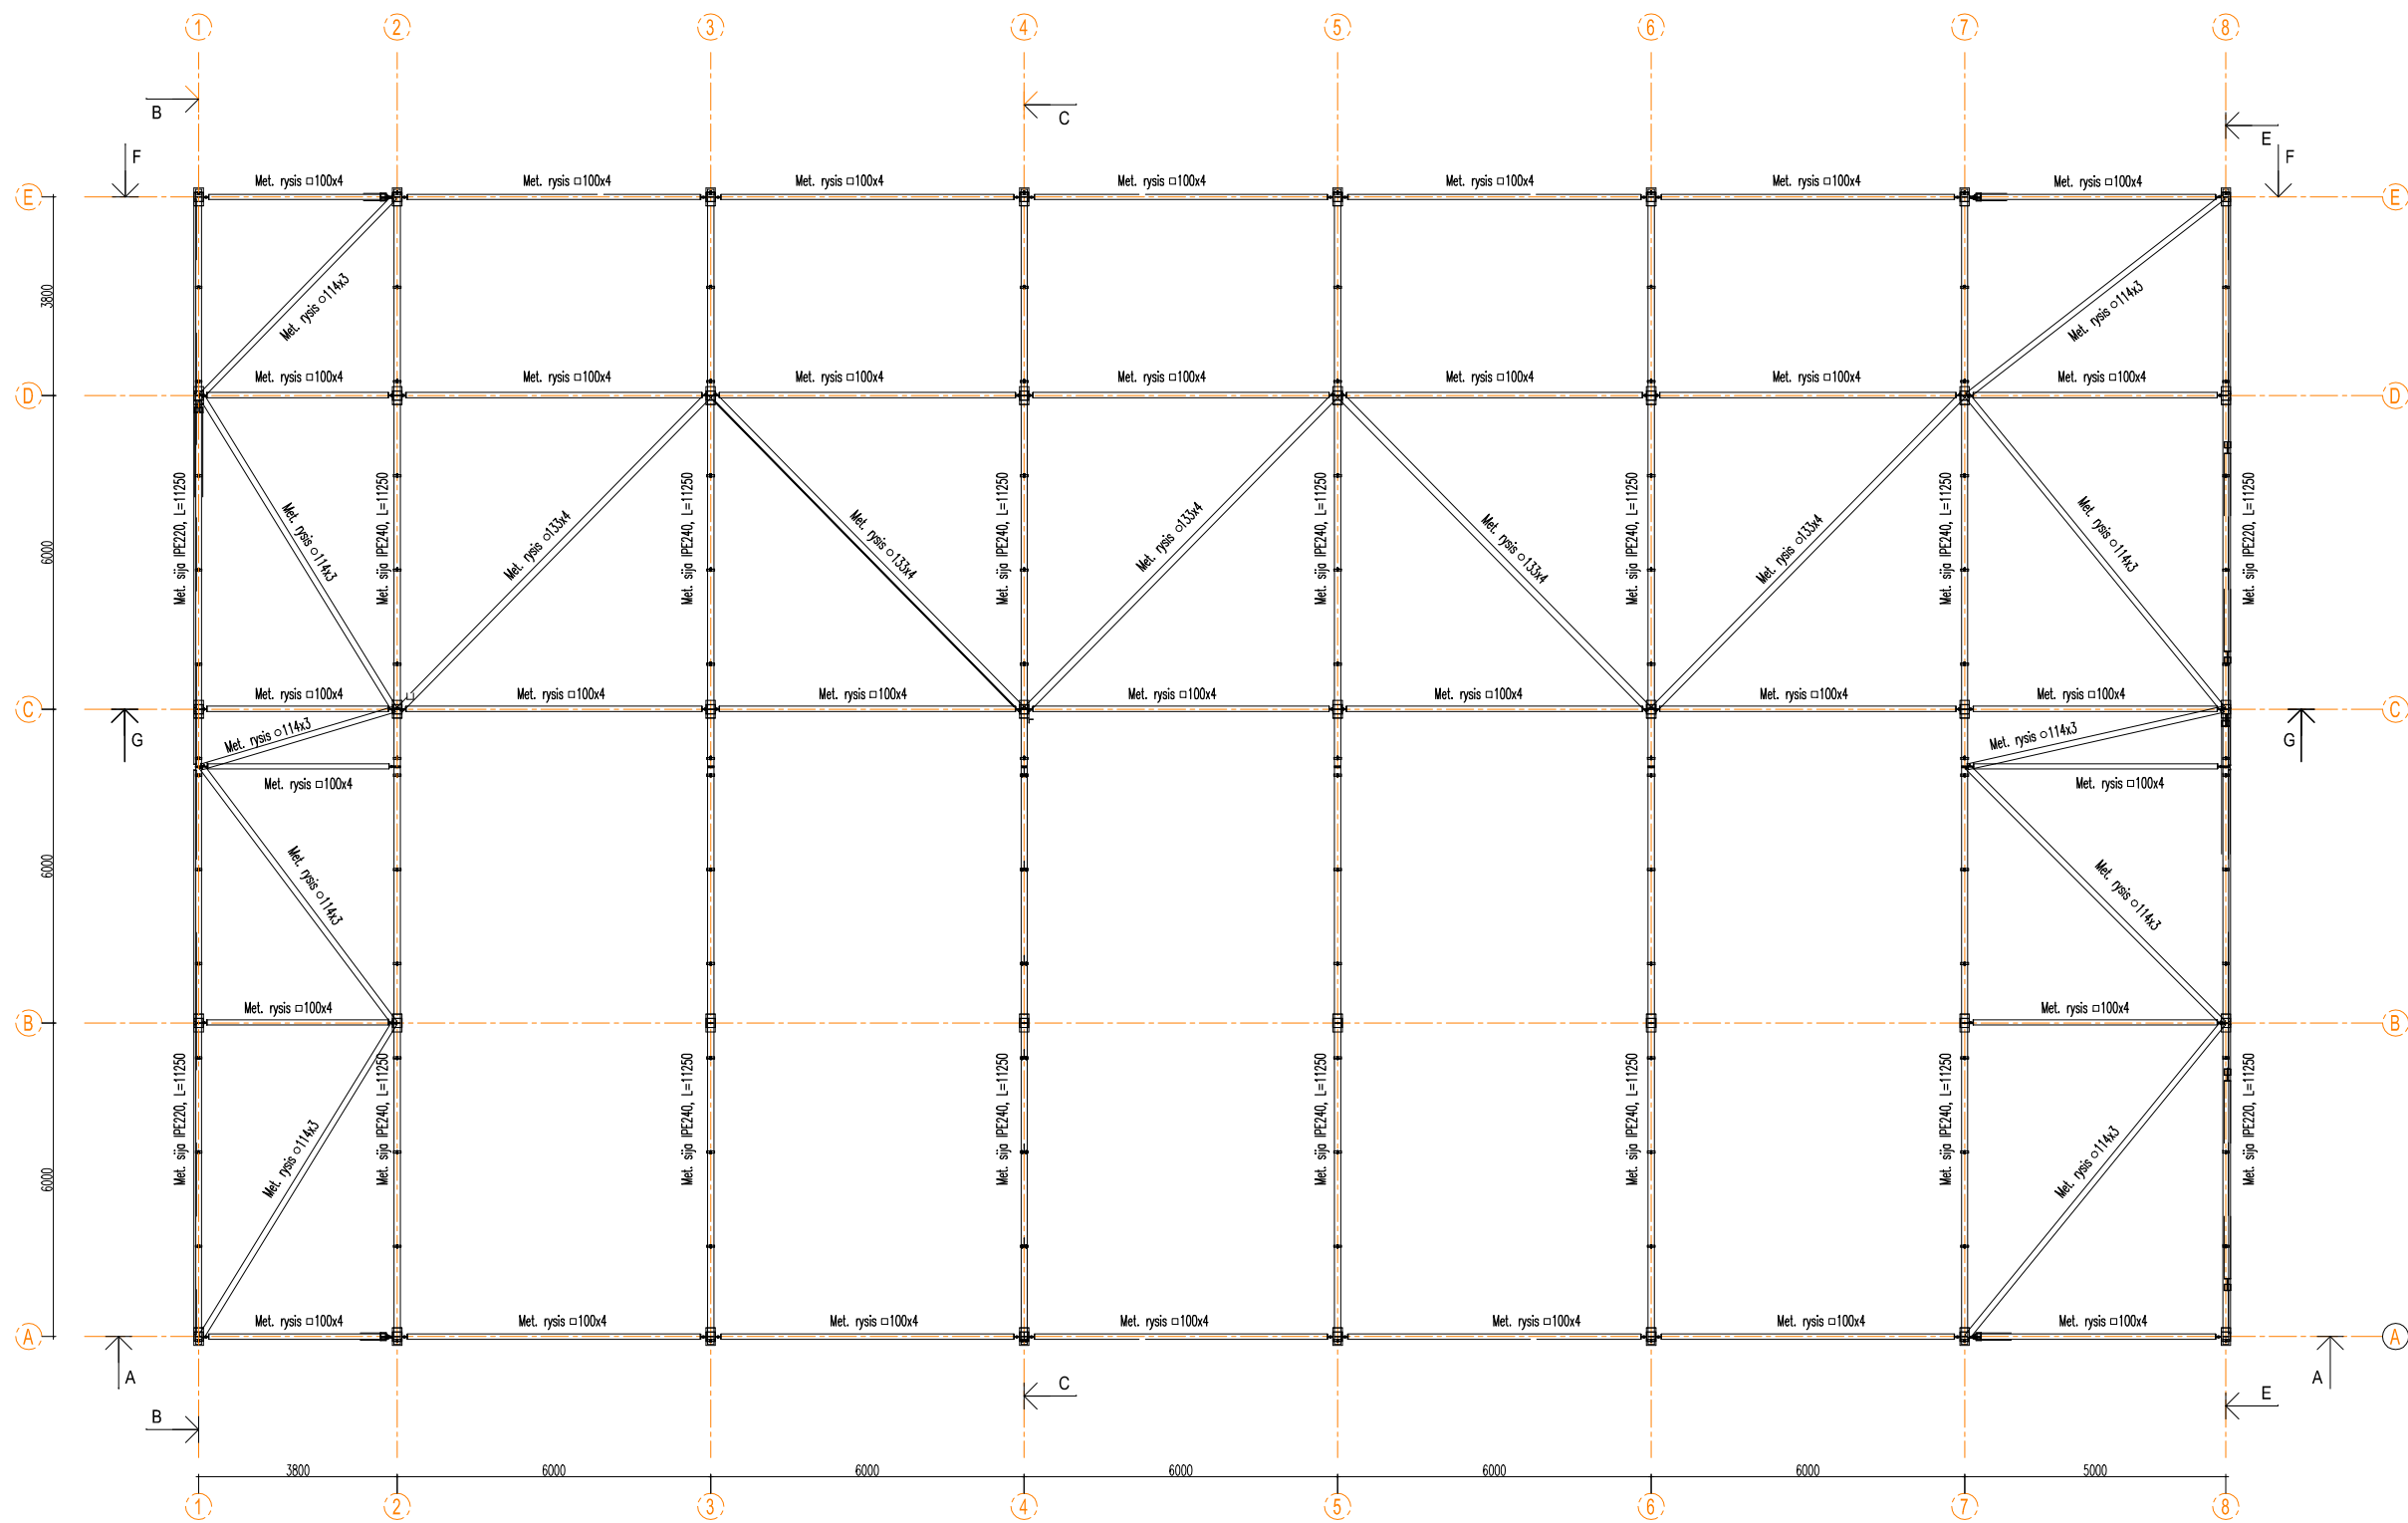 1 2 3 4 5 6 7 8
B C E
F F
Met. rysis □100x4 Met. rysis □100x4 Met. rysis □100x4 Met. rysis □100x4 Met. rysis □100x4 Met. rysis □100x4 Met. rysis □100x4
E E
3800
Met. rysis ○114x3 Met. rysis ○114x3
Met. rysis □100x4 Met. rysis □100x4 Met. rysis □100x4 Met. rysis □100x4 Met. rysis □100x4 Met. rysis □100x4 Met. rysis □100x4
D D
6000
Met. sija IPE220, L=11250
Met. rysis ○114x3
Met. sija IPE240, L=11250
Met. rysis ○133x4
Met. sija IPE240, L=11250
Met. rysis ○133x4
Met. sija IPE240, L=11250
Met. rysis ○133x4
Met. sija IPE240, L=11250
Met. rysis ○133x4
Met. sija IPE240, L=11250
Met. rysis ○133x4
Met. sija IPE240, L=11250
Met. rysis ○114x3
Met. sija IPE220, L=11250
Met. rysis □100x4 Met. rysis □100x4 Met. rysis □100x4 Met. rysis □100x4 Met. rysis □100x4 Met. rysis □100x4 Met. rysis □100x4
C C
G G
Met. rysis ○114x3 Met. rysis ○114x3
Met. rysis □100x4 Met. rysis □100x4
6000
Met. rysis ○114x3 Met. rysis ○114x3
Met. rysis □100x4 Met. rysis □100x4
B B
6000
Met. sija IPE220, L=11250
Met. rysis ○114x3
Met. sija IPE240, L=11250
Met. sija IPE240, L=11250
Met. sija IPE240, L=11250
Met. sija IPE240, L=11250
Met. sija IPE240, L=11250
Met. sija IPE240, L=11250
Met. rysis ○114x3
Met. sija IPE220, L=11250
Met. rysis □100x4 Met. rysis □100x4 Met. rysis □100x4 Met. rysis □100x4 Met. rysis □100x4 Met. rysis □100x4 Met. rysis □100x4
A A
A A
B C E
3800 6000 6000 6000 6000 6000 5000
1 2 3 4 5 6 7 8